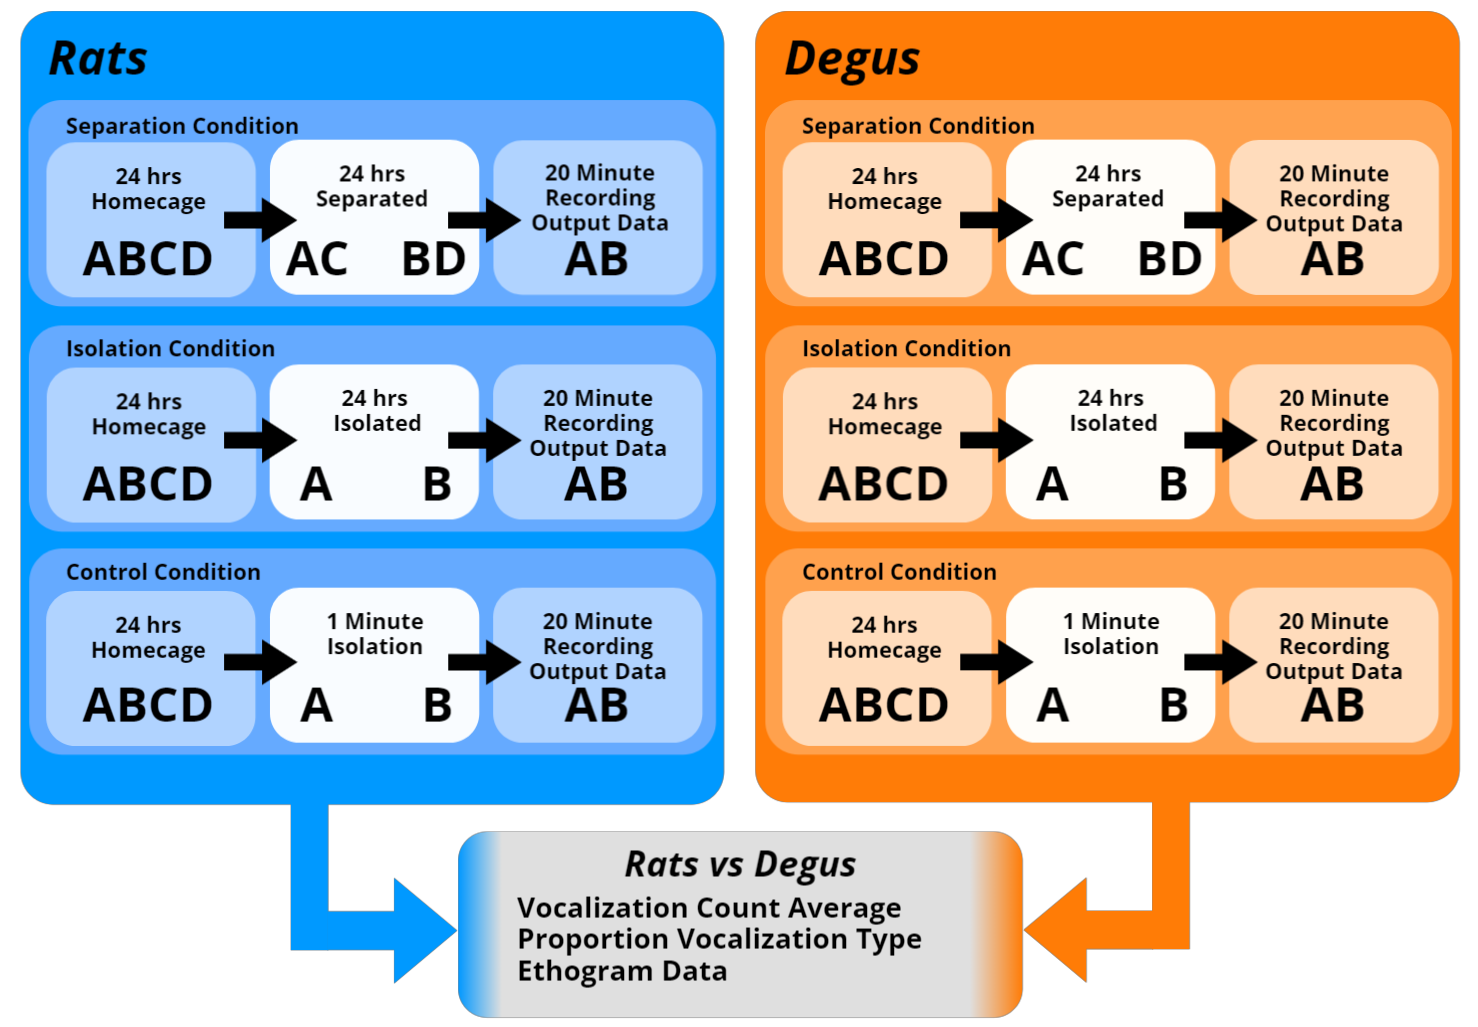 Rats
Separation Condition
24 hrs
Homecage
ABCD
24 hrs
Separated
AC BD
20 Minute
Recording
Output Data
AB
Isolation Condition
24 hrs
Homecage
ABCD
24 hrs
Isolated
A B
20 Minute
Recording
Output Data
AB
Control Condition
24 hrs
Homecage
ABCD
1 Minute
Isolation
A B
20 Minute
Recording
Output Data
AB
Degus
Separation Condition
24 hrs
Homecage
ABCD
24 hrs
Separated
AC BD
20 Minute
Recording
Output Data
AB
Isolation Condition
24 hrs
Homecage
ABCD
24 hrs
Isolated
A B
20 Minute
Recording
Output Data
AB
Control Condition
24 hrs
Homecage
ABCD
1 Minute
Isolation
A B
20 Minute
Recording
Output Data
AB
Rats vs Degus
Vocalization Count Average
Proportion Vocalization Type
Ethogram Data